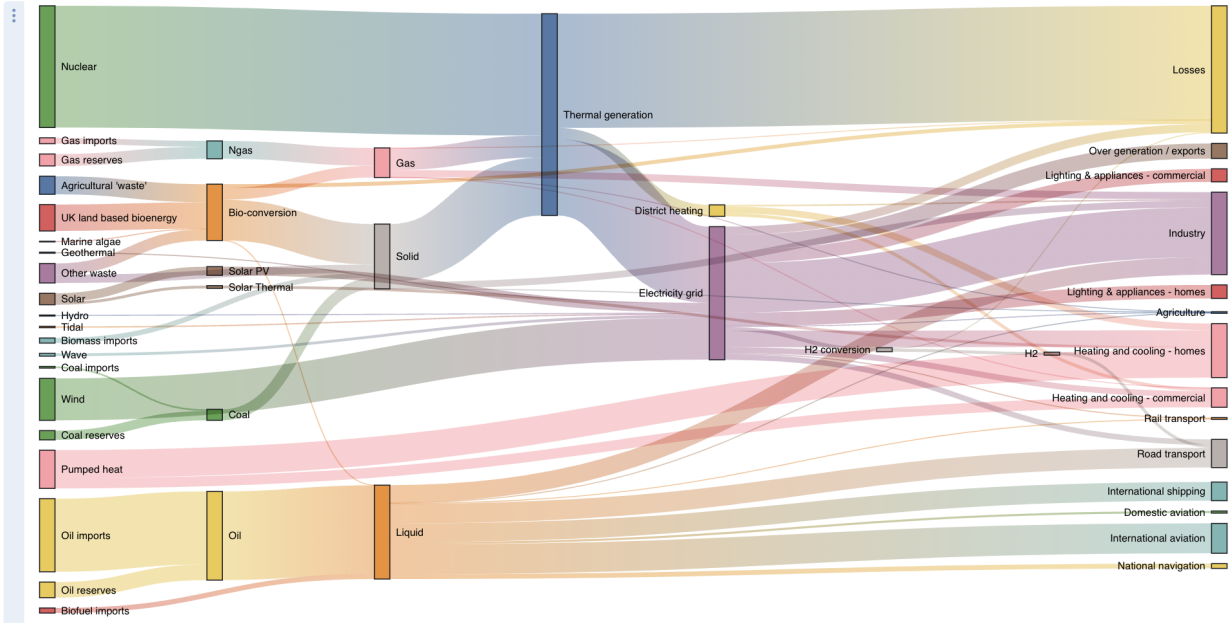 Nuclear
Gas imports
Gas reserves
Agricultural 'waste'
UK land based bioenergy
Marine algae
Geothermal
Other waste
Solar
Hydro
Tidal
Biomass imports
Wave
Coal imports
Wind
Coal reserves
Pumped heat
Oil imports
Oil reserves
Biofuel imports
Ngas
Bio-conversion
Solar PV
Solar Thermal
Coal
Oil
Gas
Solid
Liquid
Thermal generation
District heating
Electricity grid
H2 conversion
H2
Losses
Over generation / exports
Lighting & appliances - commercial
Industry
Lighting & appliances - homes
Agriculture
Heating and cooling - homes
Heating and cooling - commercial
Rail transport
Road transport
International shipping
Domestic aviation
International aviation
National navigation